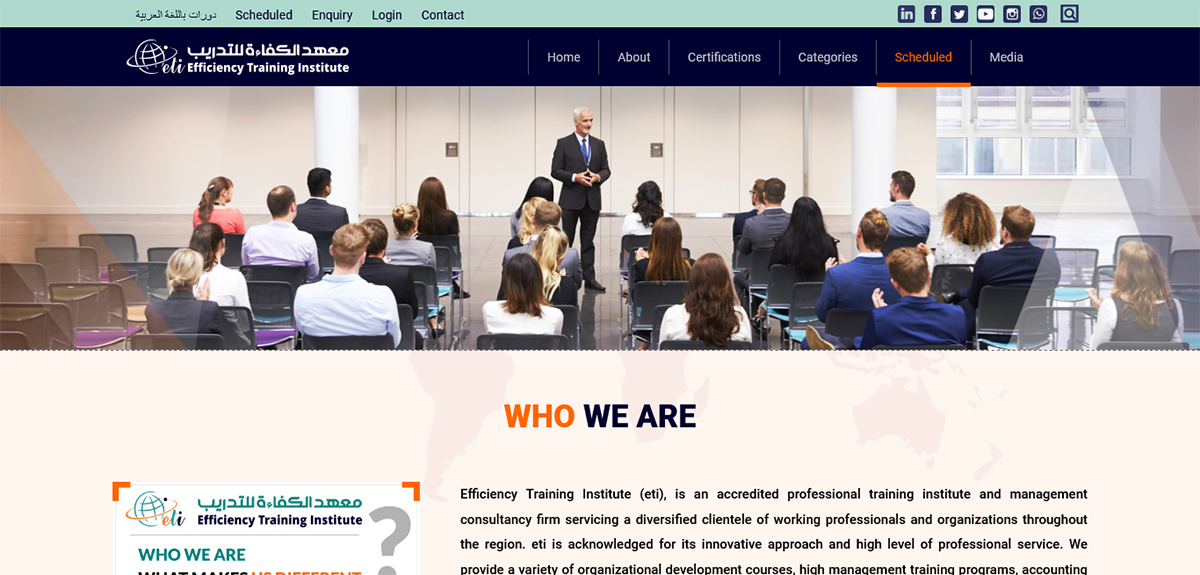 دورات باللغة العربية Scheduled Enquiry Login Contact
معهد الكفاءة للتدريب
eti Efficiency Training Institute
Home About Certifications Categories Scheduled Media
WHO WE ARE
معهد الكفاءة للتدريب
eti Efficiency Training Institute
?
WHO WE ARE
WHAT MAKES US DIFFERENT
Efficiency Training Institute (eti), is an accredited professional training institute and management
consultancy firm servicing a diversified clientele of working professionals and organizations throughout
the region. eti is acknowledged for its innovative approach and high level of professional service. We
provide a variety of organizational development courses, high management training programs, accounting